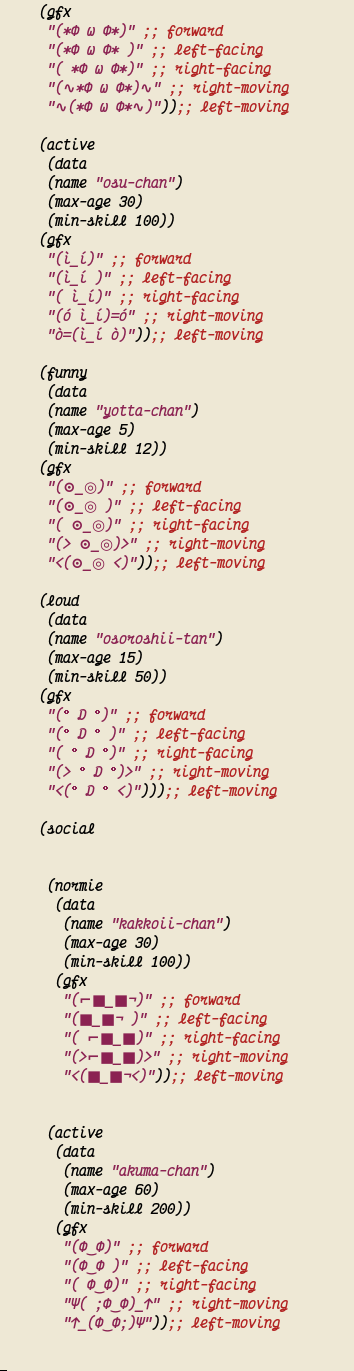 (gfx
"(*Φ ω Φ*)" ;; forward
"(*Φ ω Φ* )" ;; left-facing
"( *Φ ω Φ*)" ;; right-facing
"(∿*Φ ω Φ*)∿" ;; right-moving
"∿(*Φ ω Φ*∿)"));; left-moving
(active
(data
(name "osu-chan")
(max-age 30)
(min-skill 100))
(gfx
"(ì_í)" ;; forward
"(ì_í )" ;; left-facing
"( ì_í)" ;; right-facing
"(ó ì_í)=ó" ;; right-moving
"ò=(ì_í ò)"));; left-moving
(funny
(data
(name "yotta-chan")
(max-age 5)
(min-skill 12))
(gfx
"(⊙_◎)" ;; forward
"(⊙_◎ )" ;; left-facing
"( ⊙_◎)" ;; right-facing
"(> ⊙_◎)>" ;; right-moving
"<(⊙_◎ <)"));; left-moving
(loud
(data
(name "osoroshii-tan")
(max-age 15)
(min-skill 50))
(gfx
"(° Д °)" ;; forward
"(° Д ° )" ;; left-facing
"( ° Д °)" ;; right-facing
"(> ° Д °)>" ;; right-moving
"<(° Д ° <)")));; left-moving
(social
(normie
(data
(name "kakkoii-chan")
(max-age 30)
(min-skill 100))
(gfx
"(⌐■_■¬)" ;; forward
"(■_■¬ )" ;; left-facing
"( ⌐■_■)" ;; right-facing
"(>⌐■_■)>" ;; right-moving
"<(■_■¬<)"));; left-moving
(active
(data
(name "akuma-chan")
(max-age 60)
(min-skill 200))
(gfx
"(Φ‿Φ)" ;; forward
"(Φ‿Φ )" ;; left-facing
"( Φ‿Φ)" ;; right-facing
"Ψ( ;Φ‿Φ)_↑" ;; right-moving
"↑_(Φ‿Φ;)Ψ"));; left-moving